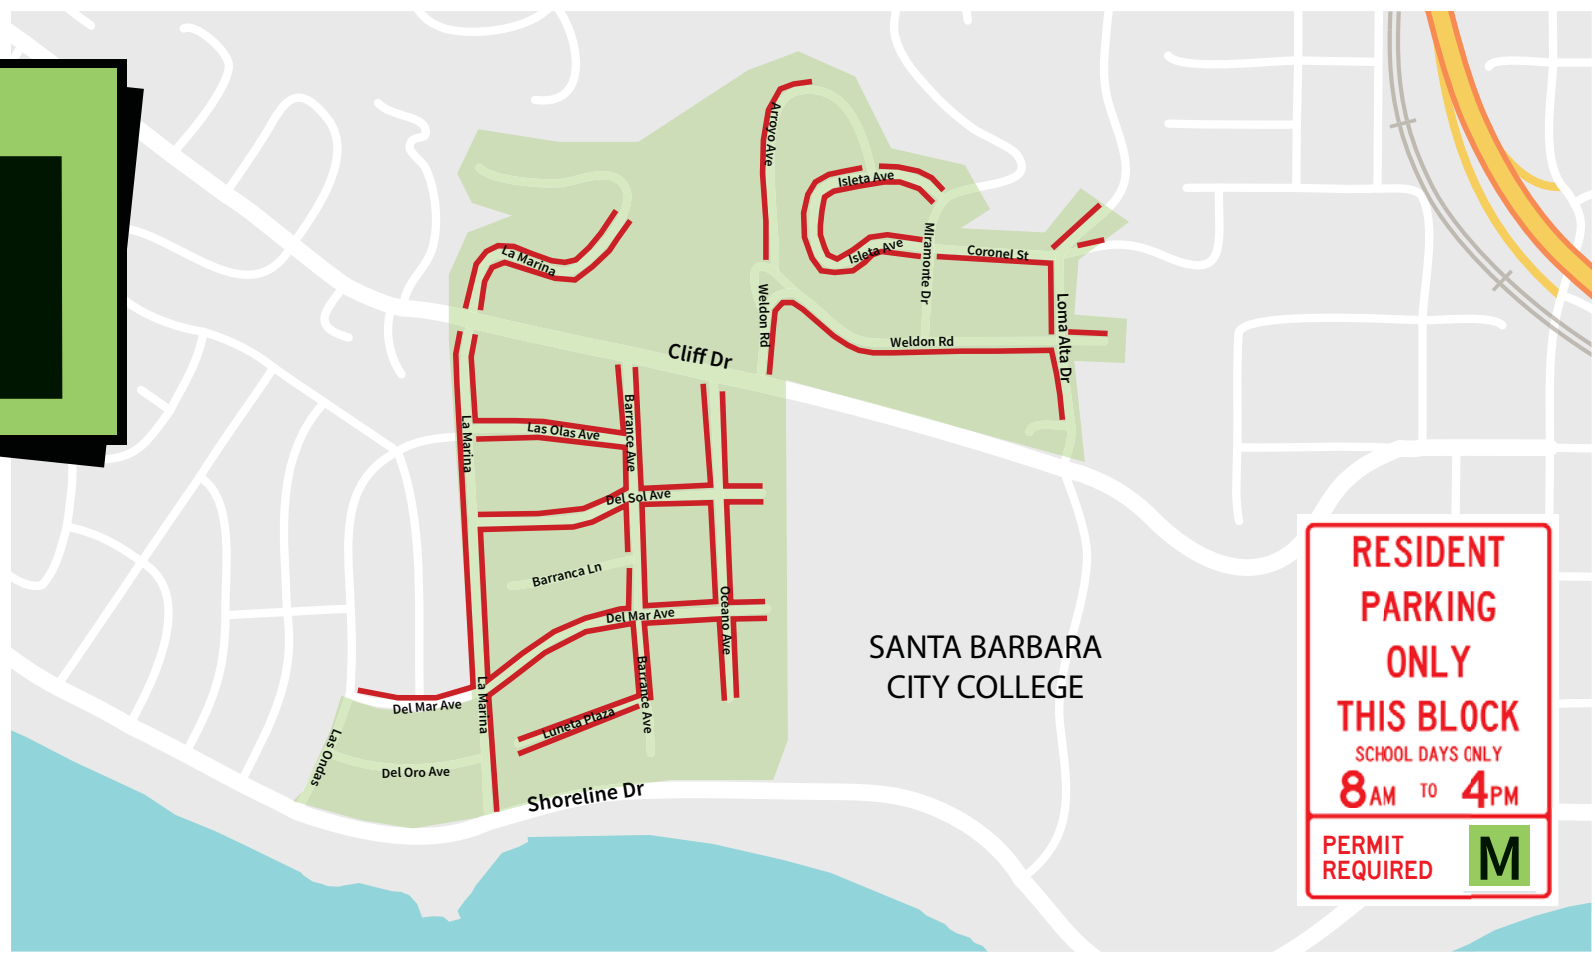 Arroyo Ave
Isleta Ave
La Marina
Isleta Ave
MIramonte Dr
Coronel St
Weldon Rd
Loma Alta Dr
Weldon Rd
Cliff Dr
La Marina
Las Olas Ave
Barrance Ave
Del Sol Ave
Barranca Ln
Del Mar Ave
Oceano Ave
SANTA BARBARA
CITY COLLEGE
La Marina
Del Mar Ave
Luneta Plaza
Barrance Ave
Las Ondas
Del Oro Ave
Shoreline Dr
RESIDENT
PARKING
ONLY
THIS BLOCK
SCHOOL DAYS ONLY
8AM TO 4PM
PERMIT
REQUIRED
M